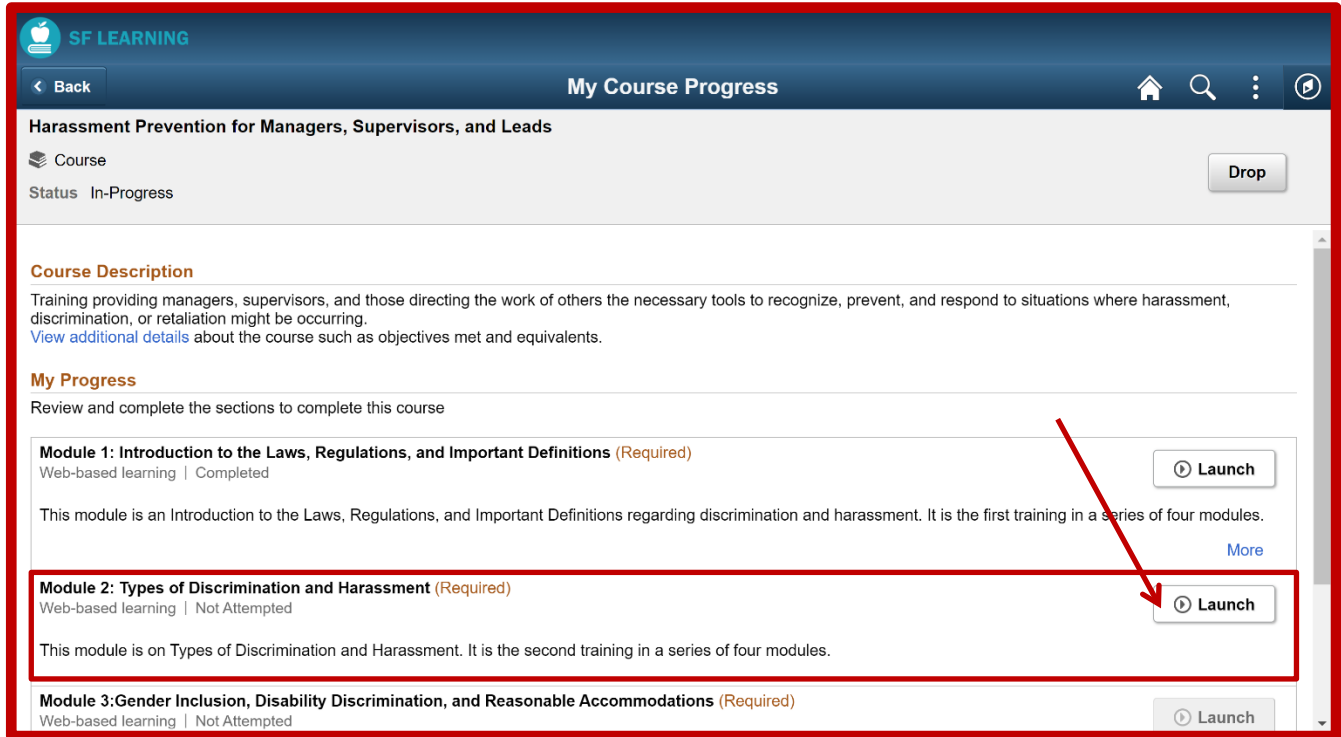 SF LEARNING
Back
My Course Progress
Harassment Prevention for Managers, Supervisors, and Leads
Course
Drop
Status In-Progress
Course Description
Training providing managers, supervisors, and those directing the work of others the necessary tools to recognize, prevent, and respond to situations where harassment,
discrimination, or retaliation might be occurring.
View additional details about the course such as objectives met and equivalents.
My Progress
Review and complete the sections to complete this course
Module 1: Introduction to the Laws, Regulations, and Important Definitions (Required)
Web-based learning | Completed
Launch
This module is an Introduction to the Laws, Regulations, and Important Definitions regarding discrimination and harassment. It is the first training in a series of four modules.
More
Module 2: Types of Discrimination and Harassment (Required)
Web-based learning | Not Attempted
Launch
This module is on Types of Discrimination and Harassment. It is the second training in a series of four modules.
Module 3:Gender Inclusion, Disability Discrimination, and Reasonable Accommodations (Required)
Web-based learning | Not Attempted
Launch